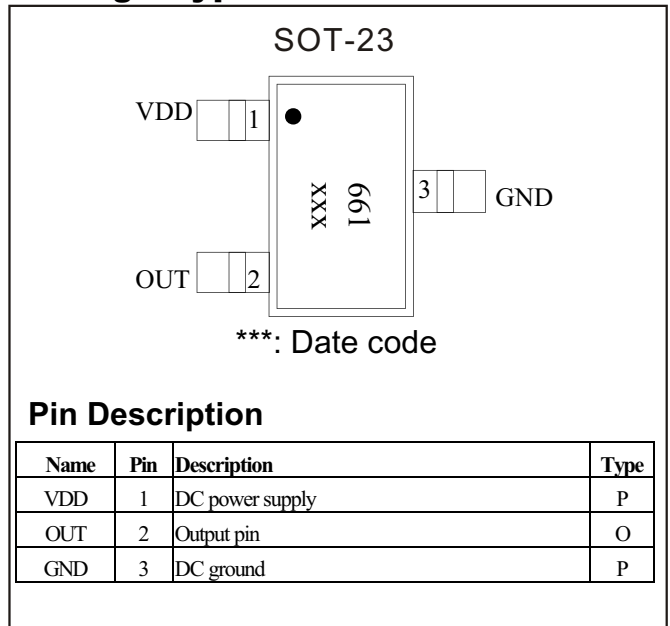 SOT-23
VDD 1
661
xxx
3 GND
OUT 2
***: Date code
Pin Description
Name Pin Description Type
VDD 1 DC power supply P
OUT 2 Output pin O
GND 3 DC ground P